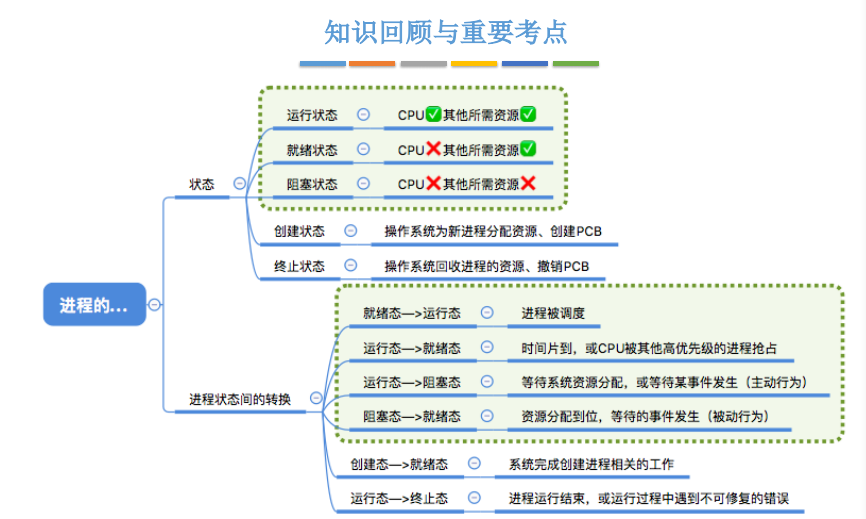 知识回顾与重要考点
运行状态 CPU✅其他所需资源✅
就绪状态 CPU❌其他所需资源✅
状态 阻塞状态 CPU❌其他所需资源❌
创建状态 操作系统为新进程分配资源、创建PCB
终止状态 操作系统回收进程的资源、撤销PCB
进程的...
就绪态—>运行态 进程被调度
运行态—>就绪态 时间片到，或CPU被其他高优先级的进程抢占
运行态—>阻塞态 等待系统资源分配，或等待某事件发生（主动行为）
进程状态间的转换
阻塞态—>就绪态 资源分配到位，等待的事件发生（被动行为）
创建态—>就绪态 系统完成创建进程相关的工作
运行态—>终止态 进程运行结束，或运行过程中遇到不可修复的错误